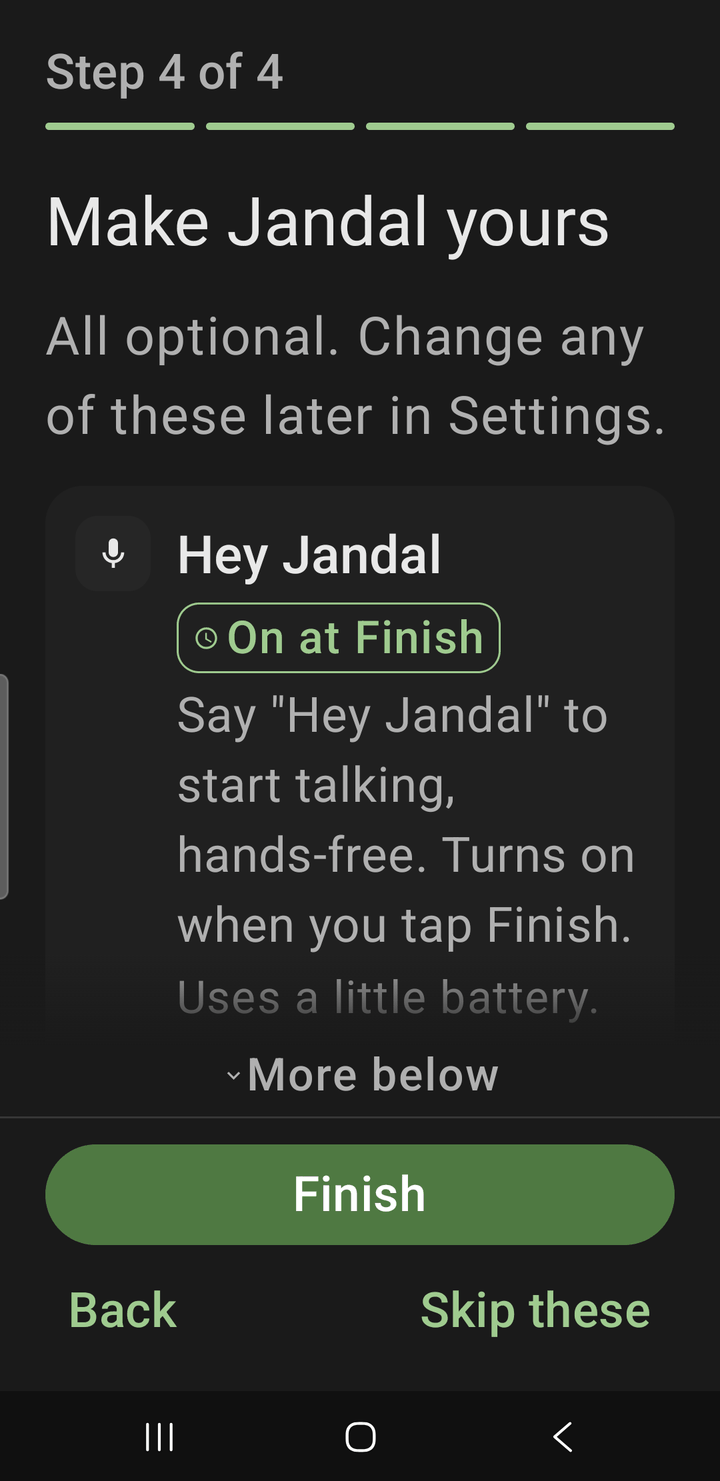 Step 4 of 4
Make Jandal yours
All optional. Change any
of these later in Settings.
Hey Jandal
On at Finish
Say "Hey Jandal" to
start talking,
hands-free. Turns on
when you tap Finish.
Uses a little battery.
More below
Finish
Back
Skip these